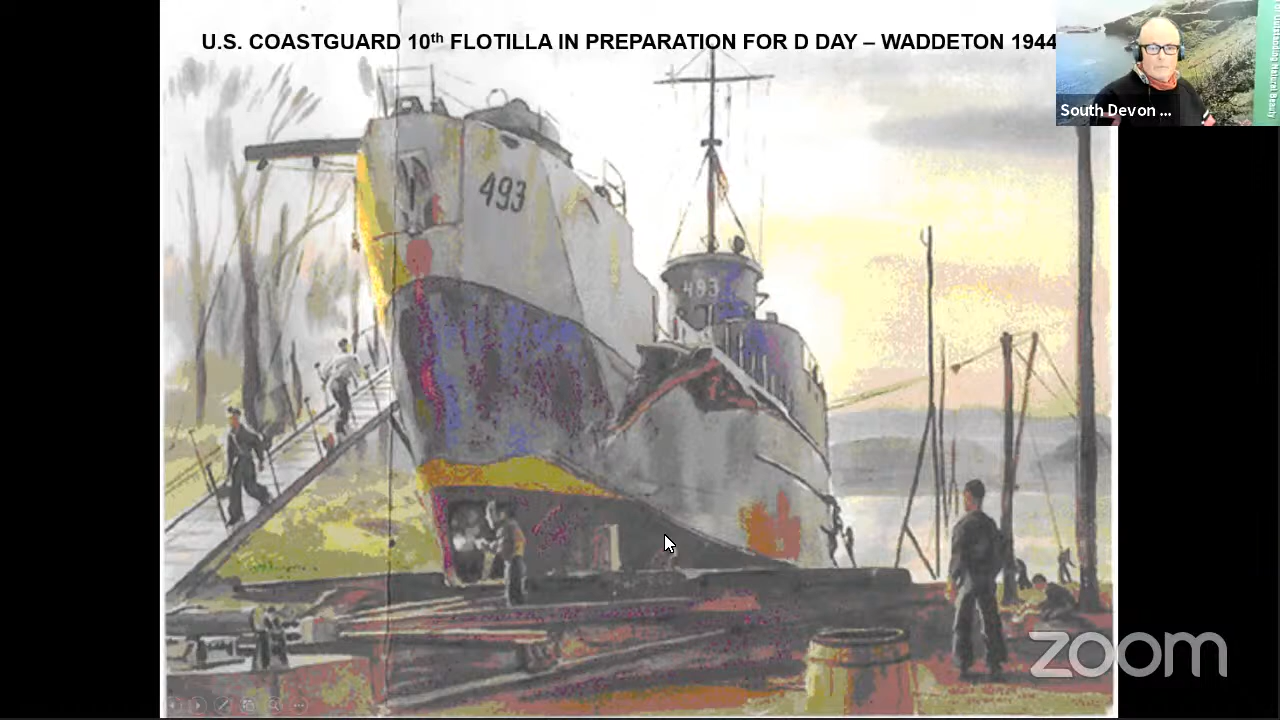 U.S. COASTGUARD 10th FLOTILLA IN PREPARATION FOR D DAY – WADDETON 1944
493
493
South Devon ...
zoom